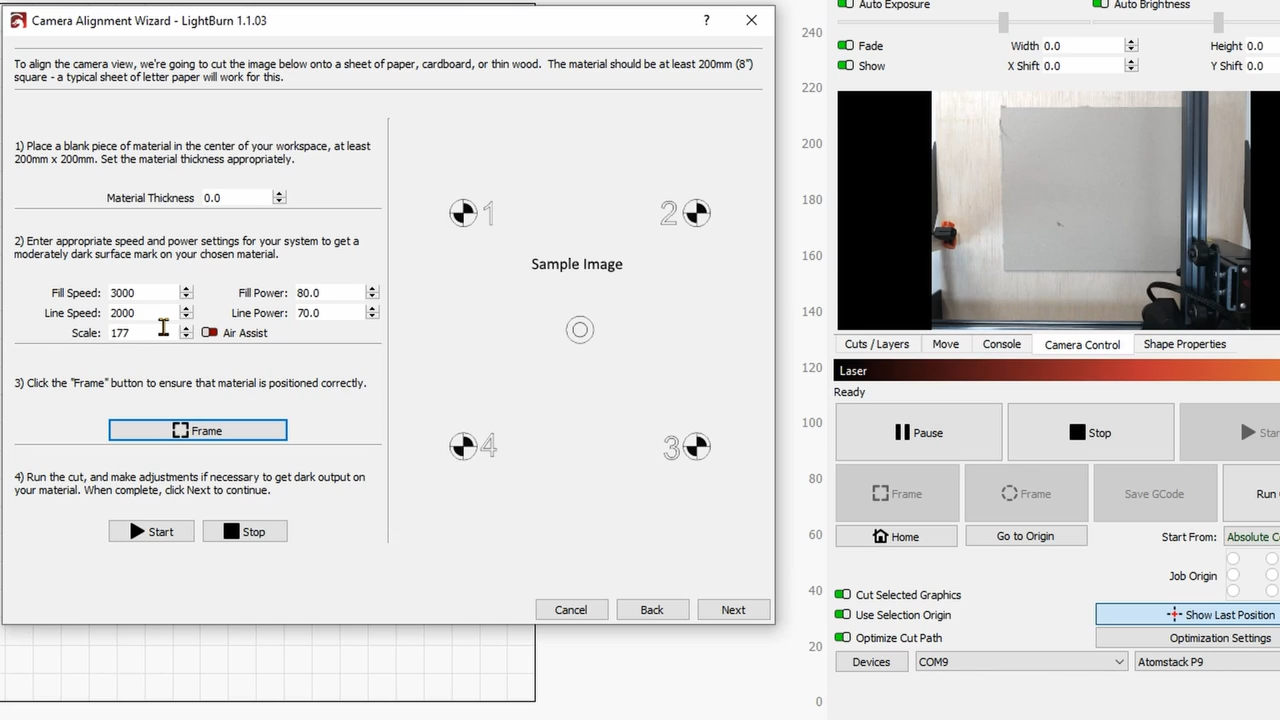 Camera Alignment Wizard - LightBurn 1.1.03
?
To align the camera view, we're going to cut the image below onto a sheet of paper, cardboard, or thin wood.  The material should be at least 200mm (8")
square - a typical sheet of letter paper will work for this.
1) Place a blank piece of material in the center of your workspace, at least
200mm x 200mm. Set the material thickness appropriately.
Material Thickness 0.0
2) Enter appropriate speed and power settings for your system to get a
moderately dark surface mark on your chosen material.
Fill Speed: 3000 Fill Power: 80.0
Line Speed: 2000 Line Power: 70.0
Scale: 177 Air Assist
3) Click the "Frame" button to ensure that material is positioned correctly.
Frame
4) Run the cut, and make adjustments if necessary to get dark output on
your material. When complete, click Next to continue.
Start Stop
1 2
Sample Image
4 3
Cancel Back Next
240
220
200
180
160
140
120
100
80
60
40
20
0
Auto Exposure Auto Brightness
Fade Width 0.0 Height 0.0
Show X Shift 0.0 Y Shift 0.0
Cuts / Layers Move Console Camera Control Shape Properties
Laser
Ready
Pause Stop Star
Frame Frame Save GCode Run
Home Go to Origin Start From: Absolute C
Job Origin
Cut Selected Graphics
Use Selection Origin Show Last Position
Optimize Cut Path Optimization Settings
Devices COM9 Atomstack P9